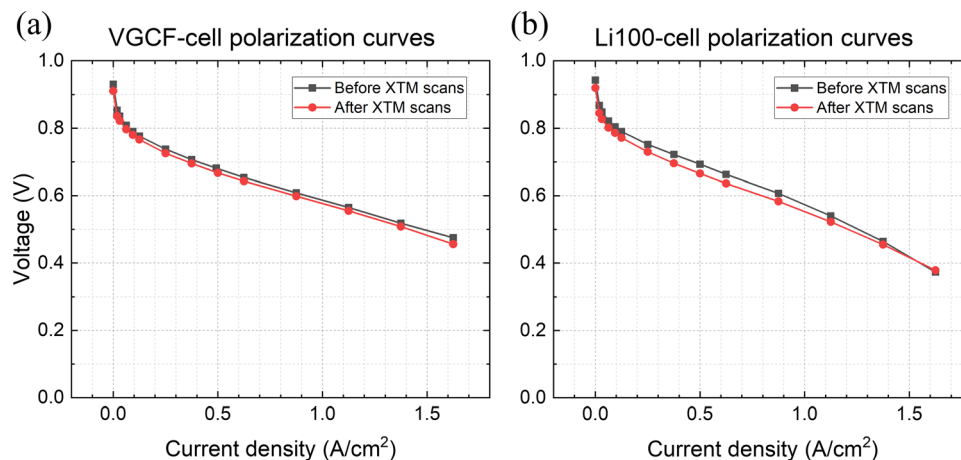 (a)
VGCF-cell polarization curves
1.0
0.8
0.6
0.4
0.2
0.0
Voltage (V)
Before XTM scans
After XTM scans
0.0 0.5 1.0 1.5
Current density (A/cm²)
(b)
Li100-cell polarization curves
1.0
0.8
0.6
0.4
0.2
0.0
Before XTM scans
After XTM scans
0.0 0.5 1.0 1.5
Current density (A/cm²)